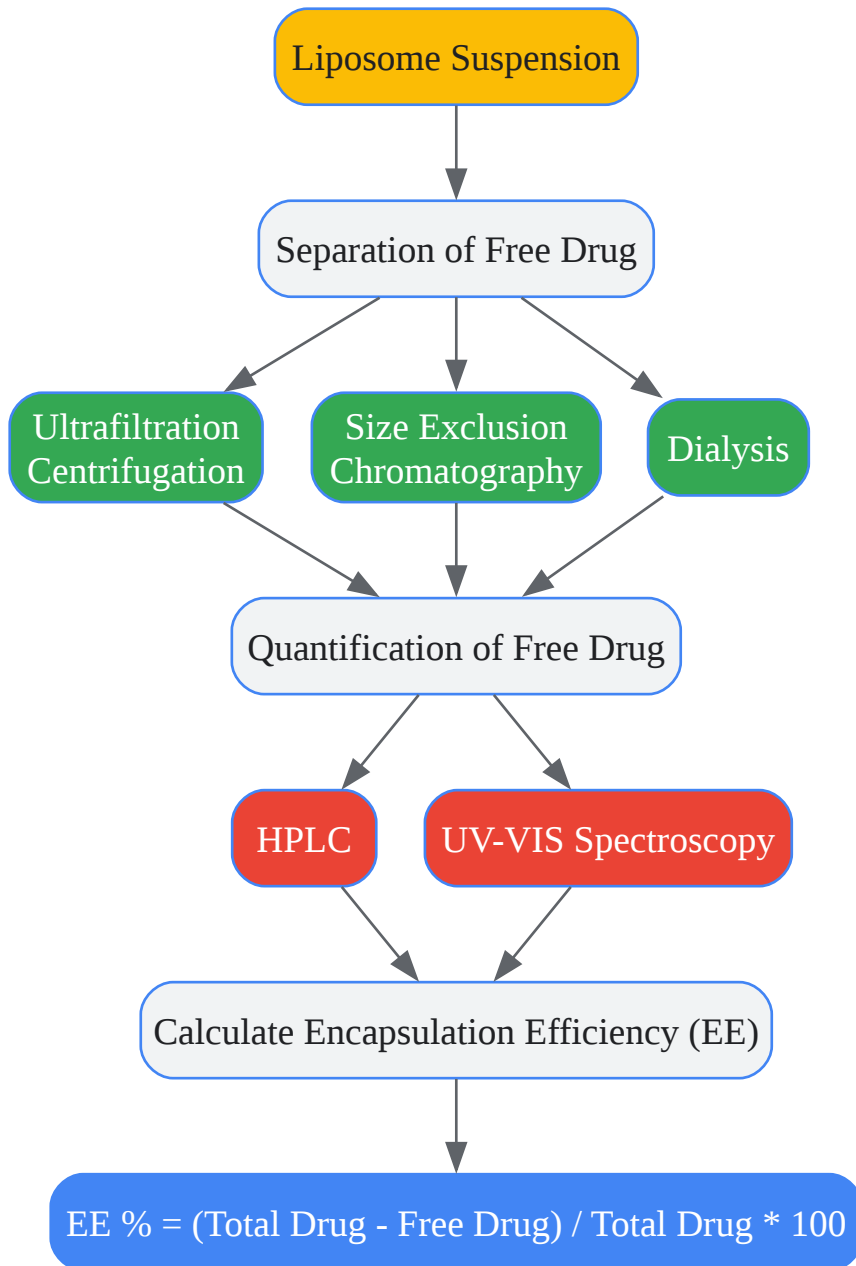 Liposome Suspension
Separation of Free Drug
Ultrafiltration
Centrifugation
Size Exclusion
Chromatography
Dialysis
Quantification of Free Drug
HPLC
UV-VIS Spectroscopy
Calculate Encapsulation Efficiency (EE)
EE % = (Total Drug - Free Drug) / Total Drug * 100